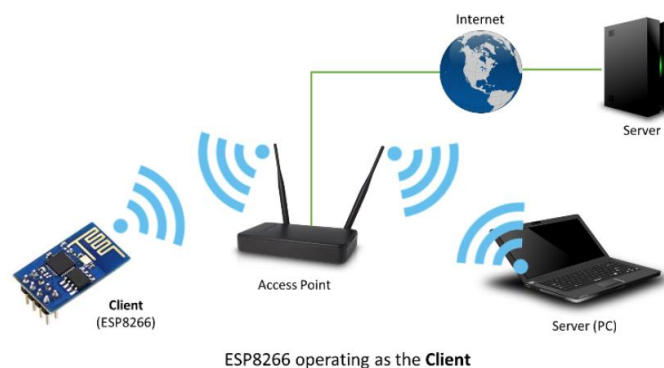 Internet
Server
Access Point
Client
(ESP8266)
Server (PC)
ESP8266 operating as the Client